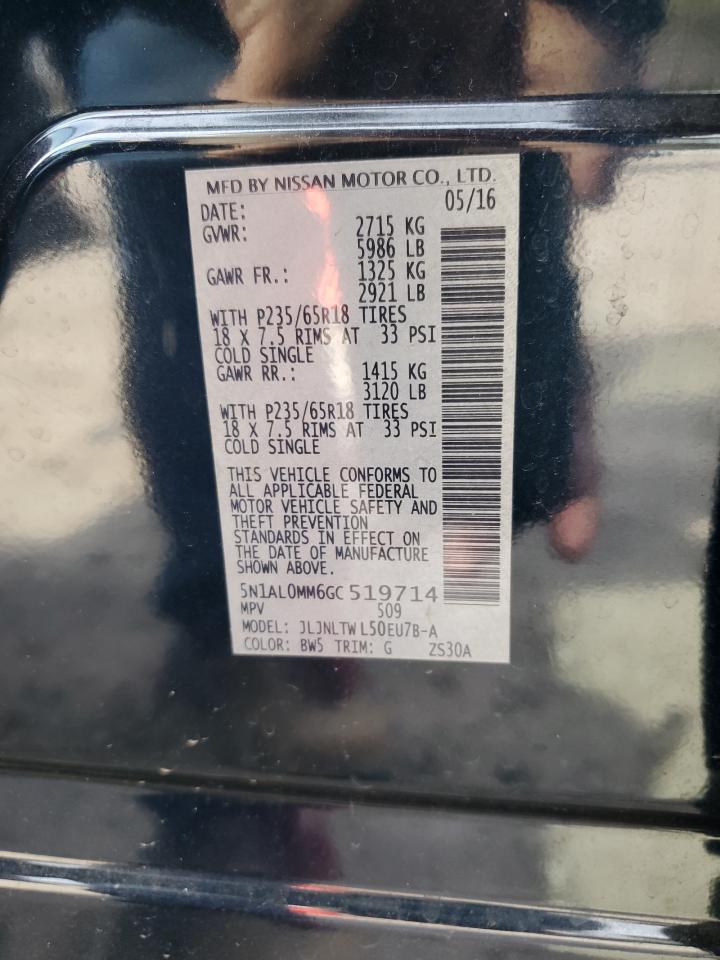 MFD BY NISSAN MOTOR CO., LTD.
DATE: 05/16
GVWR: 2715 KG
5986 LB
GAWR FR.: 1325 KG
2921 LB
WITH P235/65R18 TIRES
18 X 7.5 RIMS AT 33 PSI
COLD SINGLE
GAWR RR.: 1415 KG
3120 LB
WITH P235/65R18 TIRES
18 X 7.5 RIMS AT 33 PSI
COLD SINGLE
THIS VEHICLE CONFORMS TO
ALL APPLICABLE FEDERAL
MOTOR VEHICLE SAFETY AND
THEFT PREVENTION
STANDARDS IN EFFECT ON
THE DATE OF MANUFACTURE
SHOWN ABOVE.
5N1AL0MM6GC 519714
MPV 509
MODEL: JLJNLTW L50EU7B-A
COLOR: BW5 TRIM: G ZS30A